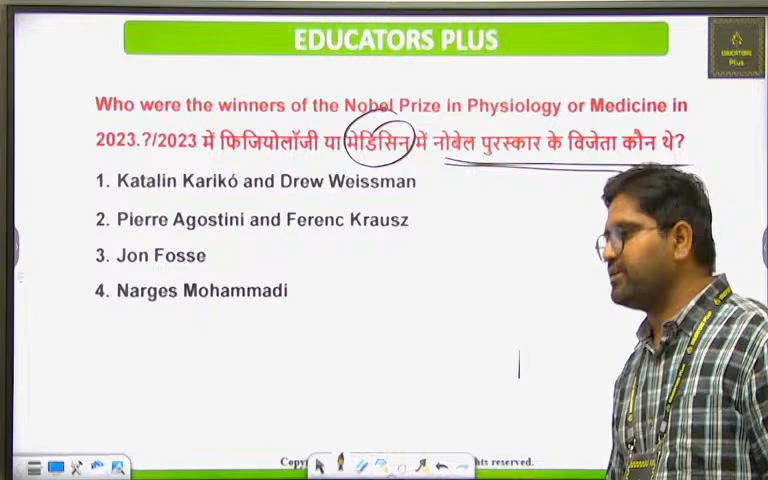 EDUCATORS PLUS
EDUCATORS
Plus
Who were the winners of the Nobel Prize in Physiology or Medicine in
2023.?/2023 में फिजियोलॉजी या मेडिसिन में नोबेल पुरस्कार के विजेता कौन थे?
1. Katalin Karikó and Drew Weissman
2. Pierre Agostini and Ferenc Krausz
3. Jon Fosse
4. Narges Mohammadi
hts reserved.